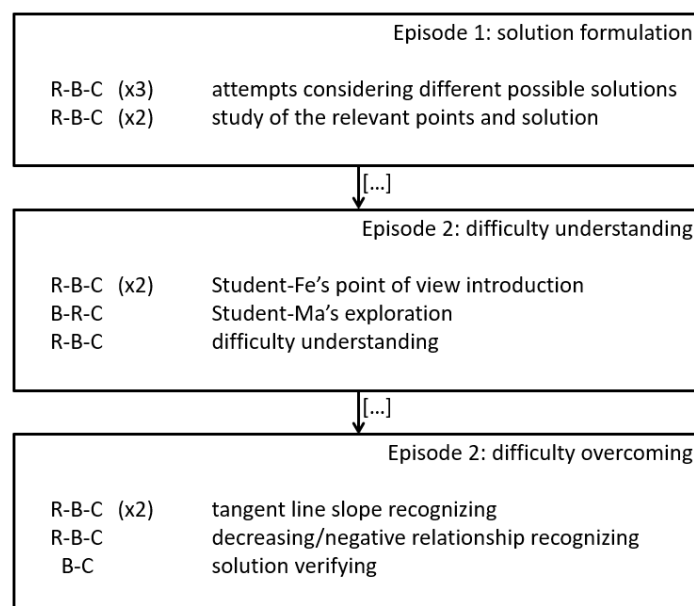 Episode 1: solution formulation
R-B-C (x3) attempts considering different possible solutions
R-B-C (x2) study of the relevant points and solution
[...]
Episode 2: difficulty understanding
R-B-C (x2) Student-Fe's point of view introduction
B-R-C Student-Ma's exploration
R-B-C difficulty understanding
[...]
Episode 2: difficulty overcoming
R-B-C (x2) tangent line slope recognizing
R-B-C decreasing/negative relationship recognizing
B-C solution verifying